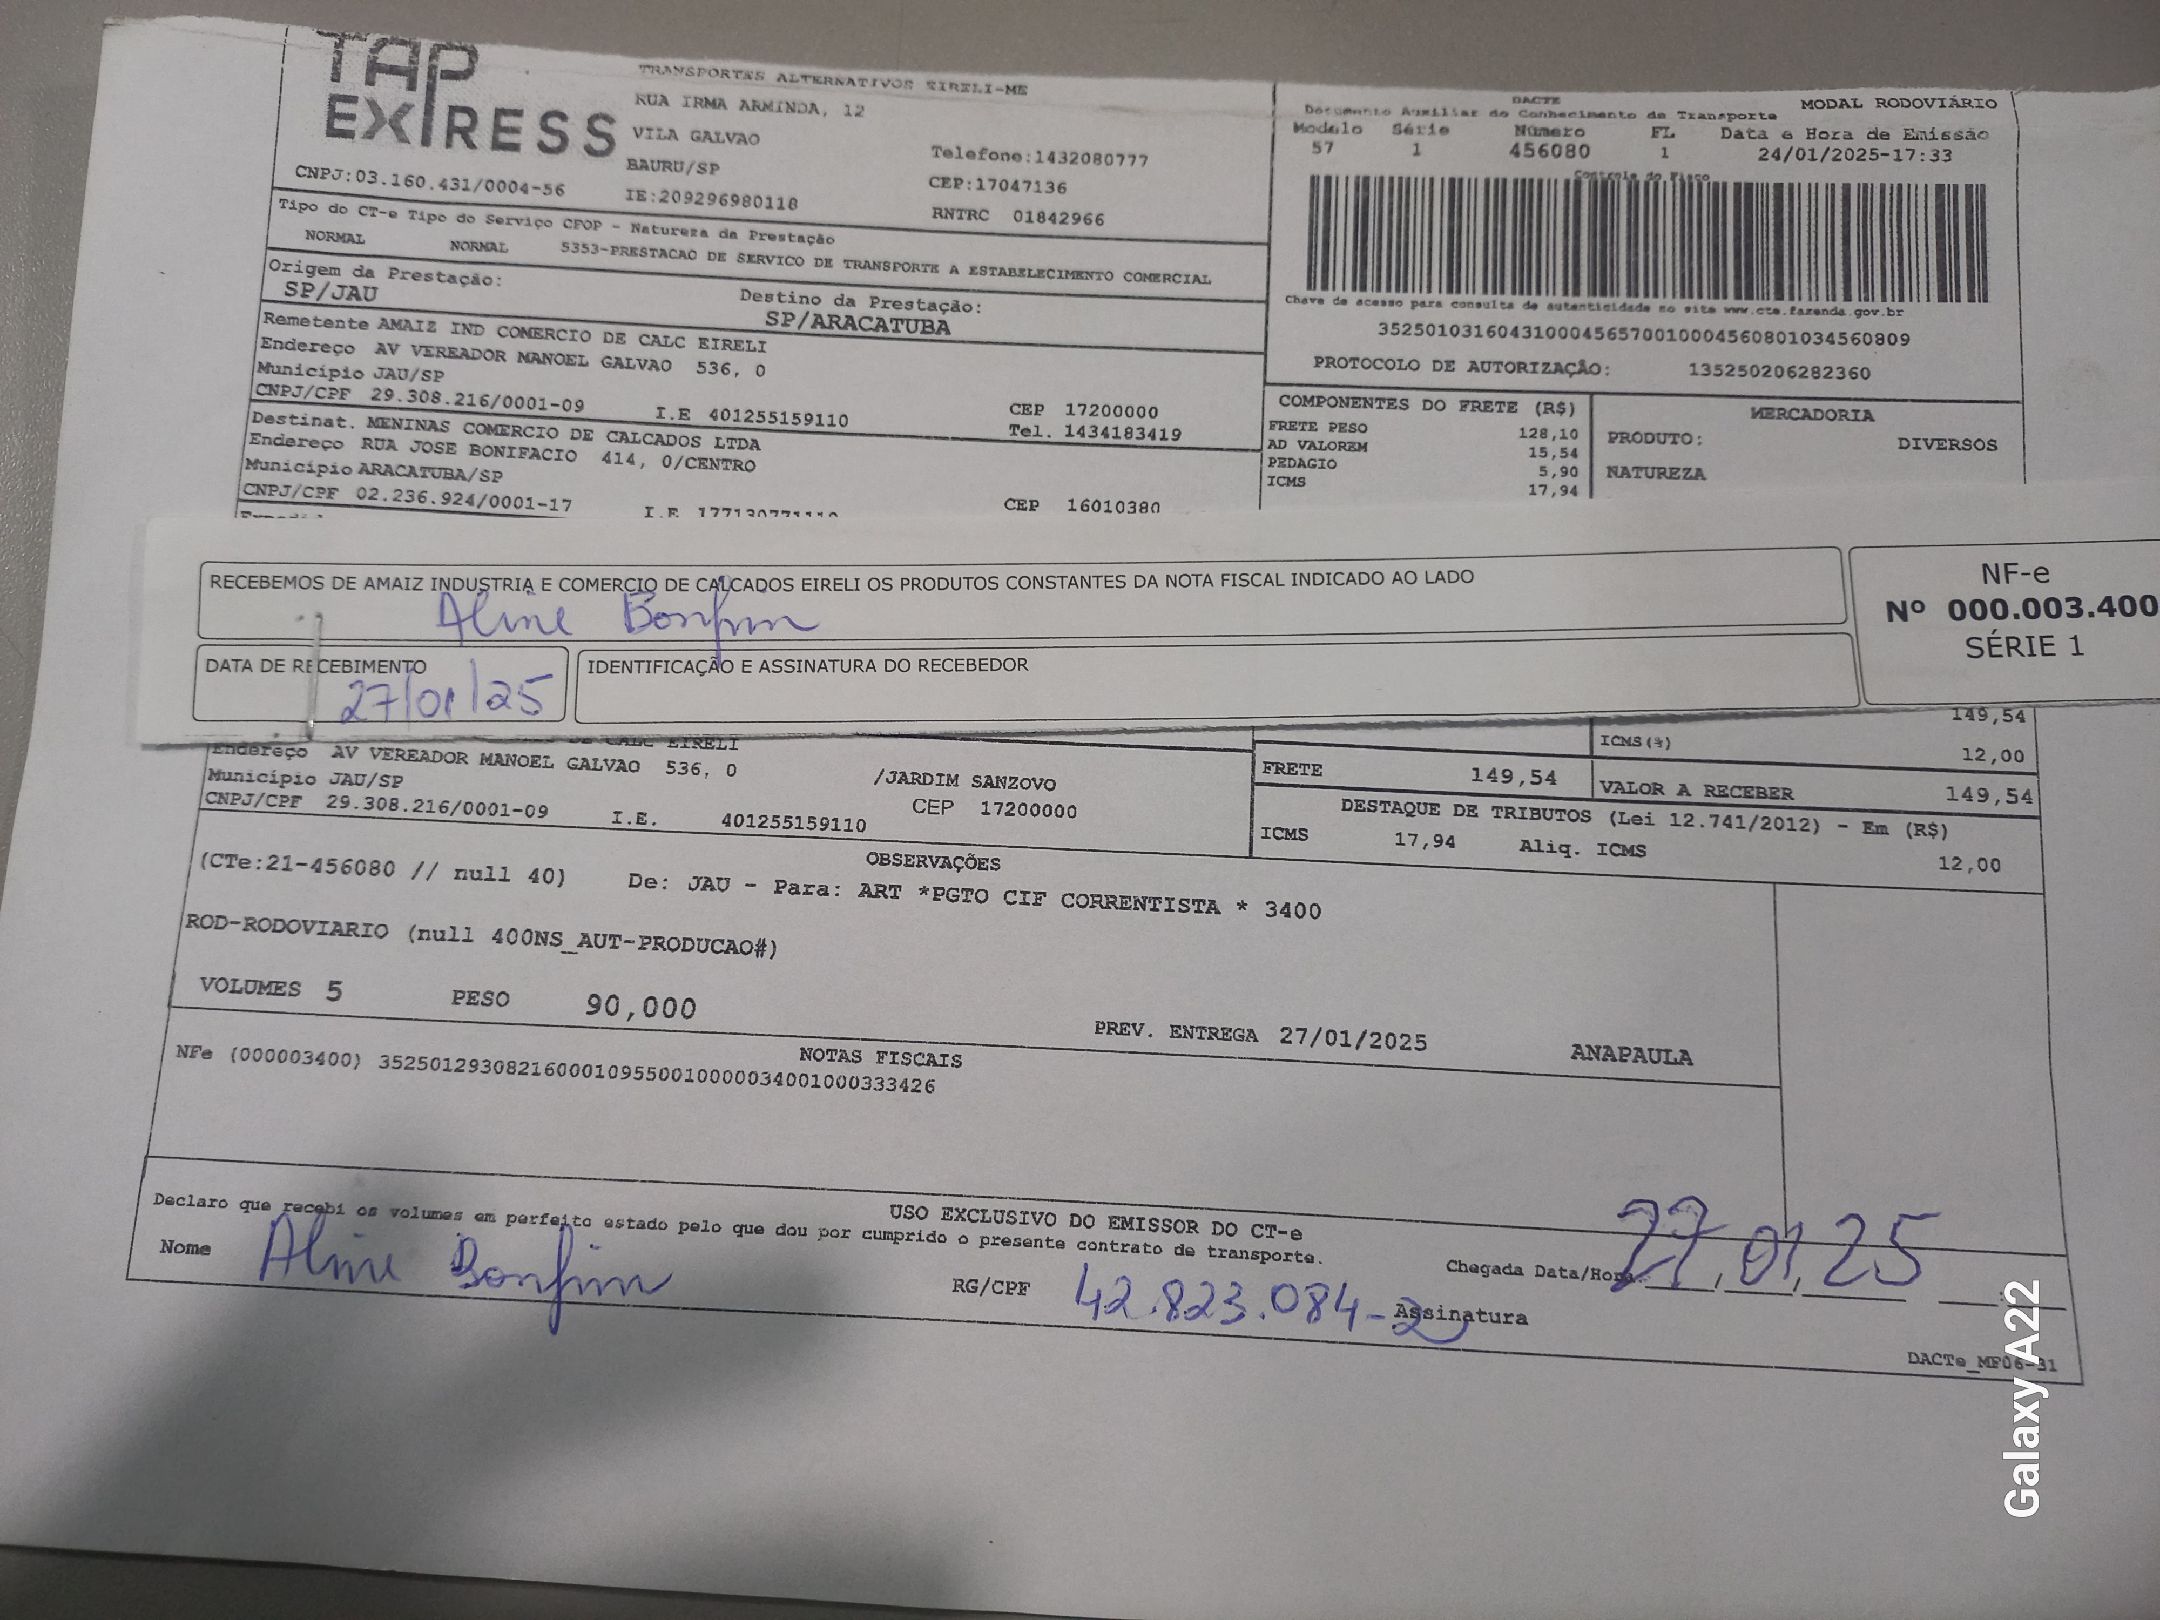 TAP EXPRESS
TRANSPORTES ALTERNATIVOS EIRELI-ME
RUA IRMA ARMINDA, 12
VILA GALVAO
BAURU/SP
Telefone:1432080777
CEP:17047136
CNPJ:03.160.431/0004-56
IE:209296980118
RNTRC 01842966
Tipo do CT-e Tipo do Serviço CFOP - Natureza da Prestação
NORMAL NORMAL 5353-PRESTACAO DE SERVICO DE TRANSPORTE A ESTABELECIMENTO COMERCIAL
Origem da Prestação:
SP/JAU
Destino da Prestação:
SP/ARACATUBA
Remetente AMAIZ IND COMERCIO DE CALC EIRELI
Endereço AV VEREADOR MANOEL GALVAO 536, 0
Município JAU/SP
CNPJ/CPF 29.308.216/0001-09 I.E 401255159110
CEP 17200000
Tel. 1434183419
Destinat. MENINAS COMERCIO DE CALCADOS LTDA
Endereço RUA JOSE BONIFACIO 414, 0/CENTRO
Município ARACATUBA/SP
CNPJ/CPF 02.236.924/0001-17 I.E CEP 16010380
DACTE MODAL RODOVIÁRIO
Documento Auxiliar do Conhecimento de Transporte
Modelo Série Número FL Data e Hora de Emissão
57 1 456080 1 24/01/2025-17:33
Controle do Fisco
Chave de acesso para consulta de autenticidade no site www.cte.fazenda.gov.br
35250103160431000456570010004560801034560809
PROTOCOLO DE AUTORIZAÇÃO: 135250206282360
COMPONENTES DO FRETE (R$)
FRETE PESO 128,10
AD VALOREM 15,54
PEDAGIO 5,90
ICMS 17,94
MERCADORIA
PRODUTO: DIVERSOS
NATUREZA
RECEBEMOS DE AMAIZ INDUSTRIA E COMERCIO DE CALCADOS EIRELI OS PRODUTOS CONSTANTES DA NOTA FISCAL INDICADO AO LADO
Aline Bonfim
DATA DE RECEBIMENTO
27/01/25
IDENTIFICAÇÃO E ASSINATURA DO RECEBEDOR
NF-e
Nº 000.003.400
SÉRIE 1
DE CALC EIRELI
Endereço AV VEREADOR MANOEL GALVAO 536, 0 /JARDIM SANZOVO
Município JAU/SP
CEP 17200000
CNPJ/CPF 29.308.216/0001-09 I.E. 401255159110
149,54
ICMS(%) 12,00
FRETE 149,54 VALOR A RECEBER 149,54
DESTAQUE DE TRIBUTOS (Lei 12.741/2012) - Em (R$)
ICMS 17,94 Aliq. ICMS 12,00
OBSERVAÇÕES
(CTe:21-456080 // null 40) De: JAU - Para: ART *PGTO CIF CORRENTISTA * 3400
ROD-RODOVIARIO (null 400NS_AUT-PRODUCAO#)
VOLUMES 5 PESO 90,000
PREV. ENTREGA 27/01/2025 ANAPAULA
NOTAS FISCAIS
NFe (000003400) 35250129308216000109550010000034001000333426
USO EXCLUSIVO DO EMISSOR DO CT-e
Declaro que recebi os volumes em perfeito estado pelo que dou por cumprido o presente contrato de transporte.
Nome Aline Bonfim
RG/CPF 42.823.084-2
Chegada Data/Hora 27, 01, 25
Assinatura
DACTe_MF06-31
Galaxy A22